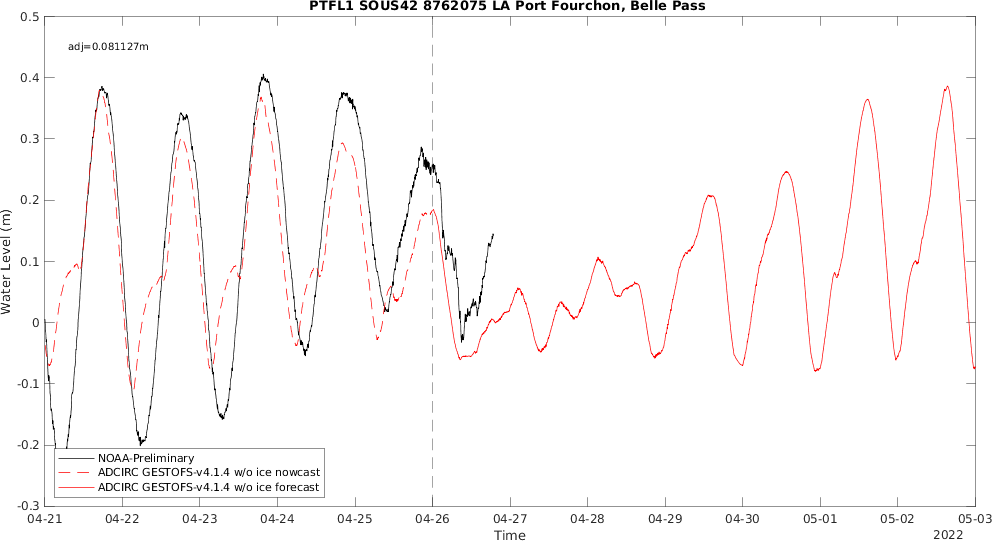 PTFL1 SOUS42 8762075 LA Port Fourchon, Belle Pass
adj=0.081127m
Water Level (m)
0.5
0.4
0.3
0.2
0.1
0
-0.1
-0.2
-0.3
NOAA-Preliminary
ADCIRC GESTOFS-v4.1.4 w/o ice nowcast
ADCIRC GESTOFS-v4.1.4 w/o ice forecast
04-21 04-22 04-23 04-24 04-25 04-26 04-27 04-28 04-29 04-30 05-01 05-02 05-03
Time
2022